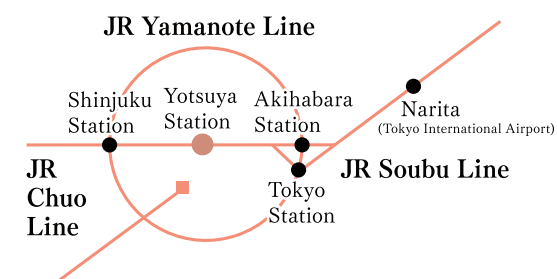 JR Yamanote Line
Shinjuku
Station
Yotsuya
Station
Akihabara
Station
Narita
(Tokyo International Airport)
JR
Chuo
Line
JR Soubu Line
Tokyo
Station